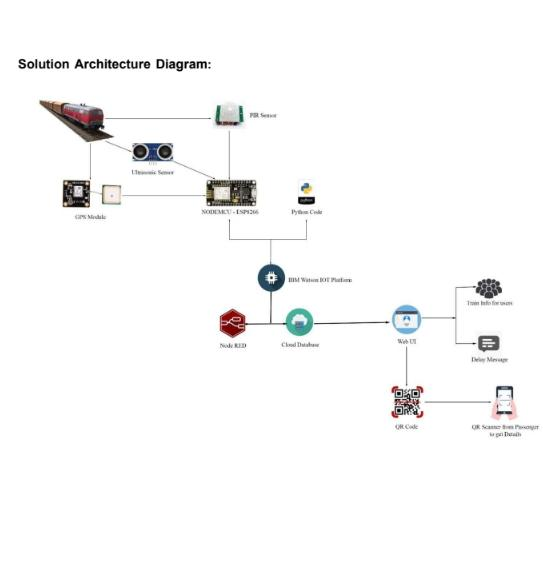 Solution Architecture Diagram:
PIR Sensor
Ultrasonic Sensor
GPS Module
NODEMCU - ESP8266
python
Python Code
IBM Watson IOT Platform
Node RED
Cloud Database
Web UI
Train Info for users
Delay Message
QR Code
QR Scanner from Passenger
to get Details